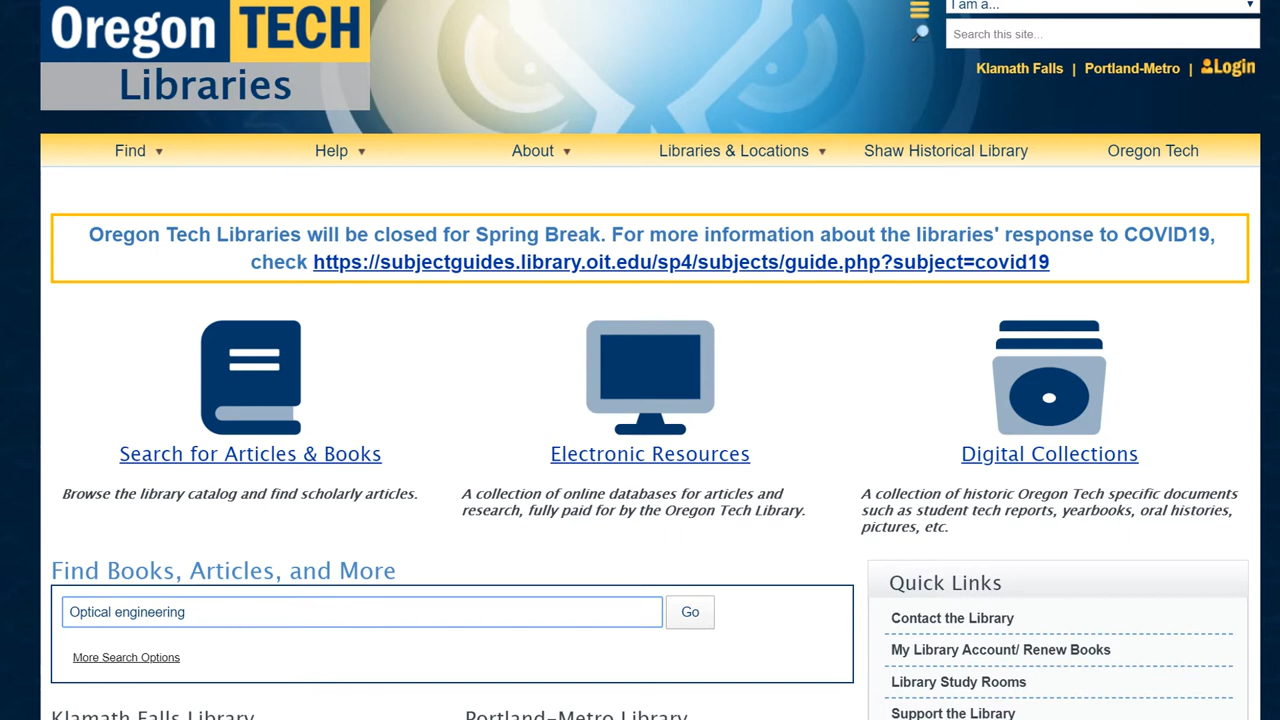 Oregon TECH
Libraries
I am a...
Search this site...
Klamath Falls | Portland-Metro | Login
Find Help About Libraries & Locations Shaw Historical Library Oregon Tech
Oregon Tech Libraries will be closed for Spring Break. For more information about the libraries' response to COVID19,
check https://subjectguides.library.oit.edu/sp4/subjects/guide.php?subject=covid19
Search for Articles & Books
Browse the library catalog and find scholarly articles.
Electronic Resources
A collection of online databases for articles and
research, fully paid for by the Oregon Tech Library.
Digital Collections
A collection of historic Oregon Tech specific documents
such as student tech reports, yearbooks, oral histories,
pictures, etc.
Find Books, Articles, and More
Optical engineering Go
More Search Options
Quick Links
Contact the Library
My Library Account/ Renew Books
Library Study Rooms
Support the Library
Klamath Falls Library
Portland-Metro Library